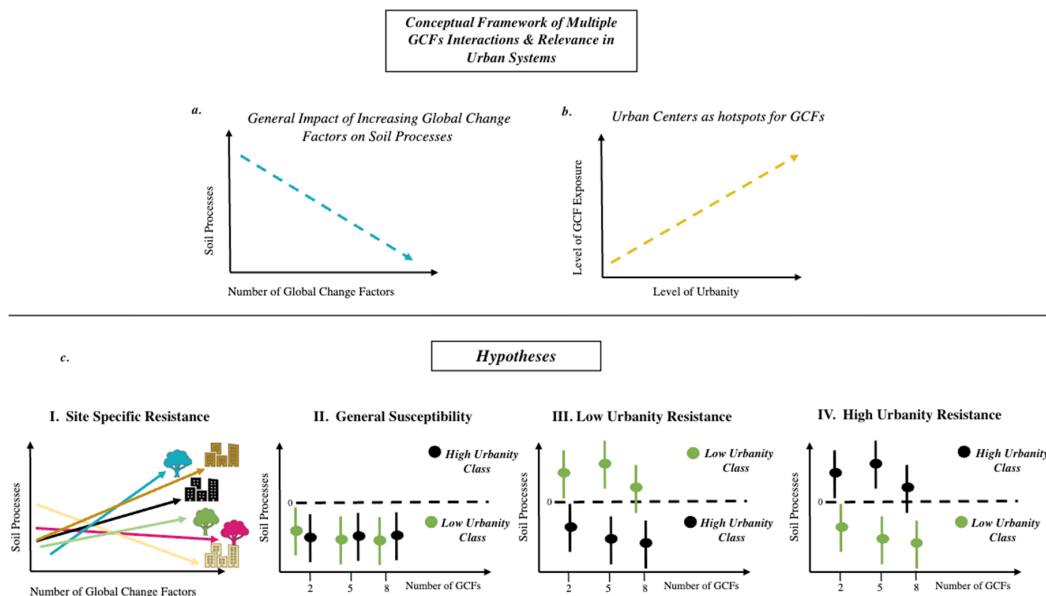 Conceptual Framework of Multiple
GCFs Interactions & Relevance in
Urban Systems
a.
General Impact of Increasing Global Change
Factors on Soil Processes
Soil Processes
Number of Global Change Factors
b.
Urban Centers as hotspots for GCFs
Level of GCF Exposure
Level of Urbanity
c.
Hypotheses
I. Site Specific Resistance
Soil Processes
Number of Global Change Factors
II. General Susceptibility
High Urbanity
Class
0
Low Urbanity
Class
Soil Processes
2 5 8 Number of GCFs
III. Low Urbanity Resistance
Low Urbanity
Class
0
High Urbanity
Class
Soil Processes
2 5 8 Number of GCFs
IV. High Urbanity Resistance
High Urbanity
Class
0
Low Urbanity
Class
Soil Processes
2 5 8 Number of GCFs